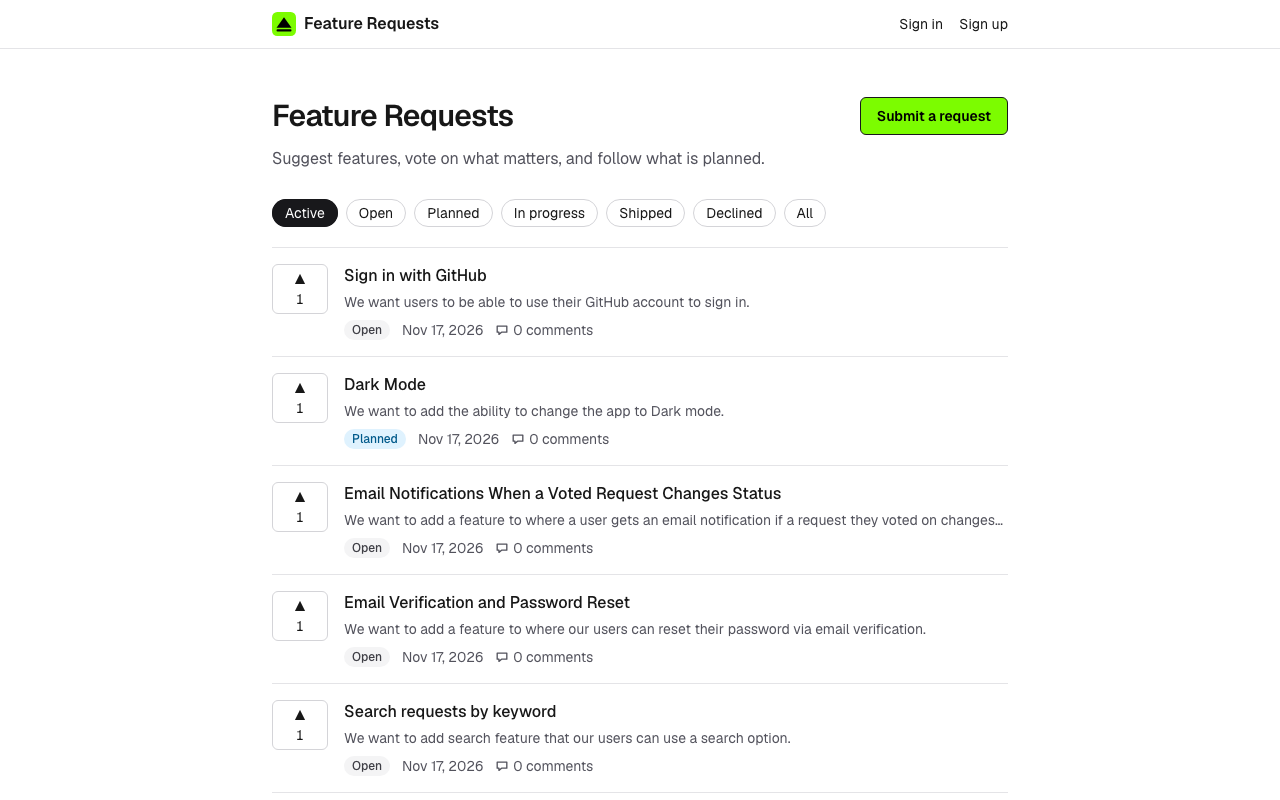 Feature Requests
Sign in
Sign up
Feature Requests
Submit a request
Suggest features, vote on what matters, and follow what is planned.
Active
Open
Planned
In progress
Shipped
Declined
All
▲
1
Sign in with GitHub
We want users to be able to use their GitHub account to sign in.
Open Nov 17, 2026 0 comments
▲
1
Dark Mode
We want to add the ability to change the app to Dark mode.
Planned Nov 17, 2026 0 comments
▲
1
Email Notifications When a Voted Request Changes Status
We want to add a feature to where a user gets an email notification if a request they voted on changes…
Open Nov 17, 2026 0 comments
▲
1
Email Verification and Password Reset
We want to add a feature to where our users can reset their password via email verification.
Open Nov 17, 2026 0 comments
▲
1
Search requests by keyword
We want to add search feature that our users can use a search option.
Open Nov 17, 2026 0 comments